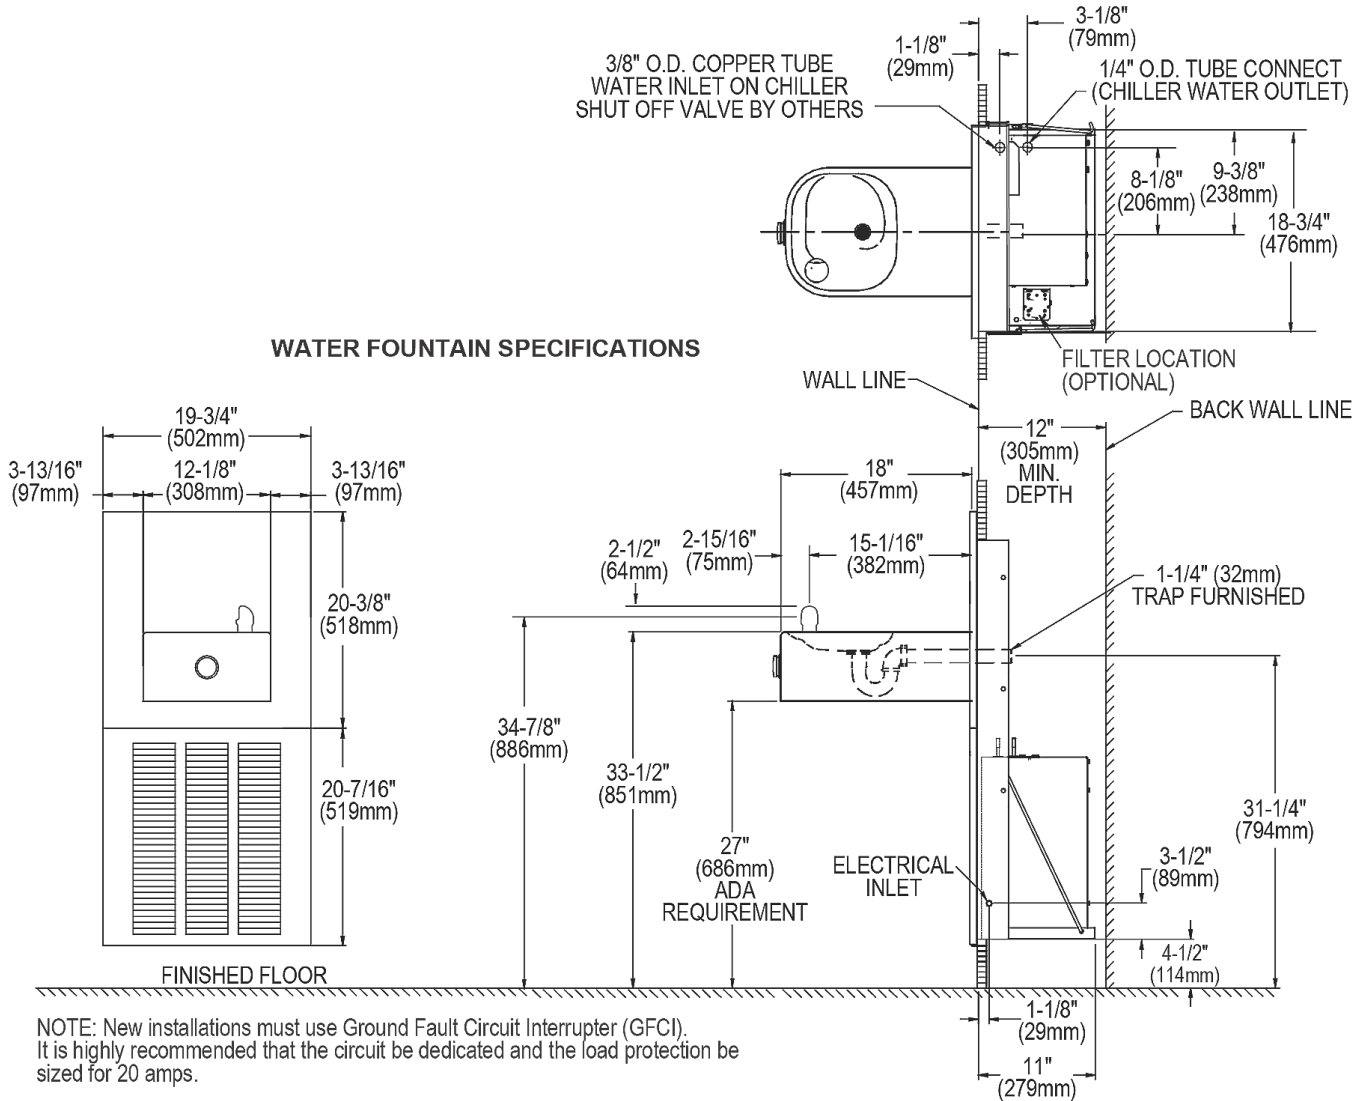 3-1/8"
(79mm)
1-1/8"
(29mm)
3/8" O.D. COPPER TUBE
WATER INLET ON CHILLER
SHUT OFF VALVE BY OTHERS
1/4" O.D. TUBE CONNECT
(CHILLER WATER OUTLET)
8-1/8"
(206mm)
9-3/8"
(238mm)
18-3/4"
(476mm)
WATER FOUNTAIN SPECIFICATIONS
FILTER LOCATION
(OPTIONAL)
WALL LINE
BACK WALL LINE
19-3/4"
(502mm)
3-13/16"
(97mm)
12-1/8"
(308mm)
3-13/16"
(97mm)
12"
(305mm)
MIN.
DEPTH
18"
(457mm)
2-1/2"
(64mm)
2-15/16"
(75mm)
15-1/16"
(382mm)
1-1/4" (32mm)
TRAP FURNISHED
20-3/8"
(518mm)
34-7/8"
(886mm)
33-1/2"
(851mm)
20-7/16"
(519mm)
27"
(686mm)
ADA
REQUIREMENT
ELECTRICAL
INLET
31-1/4"
(794mm)
3-1/2"
(89mm)
4-1/2"
(114mm)
FINISHED FLOOR
1-1/8"
(29mm)
11"
(279mm)
NOTE: New installations must use Ground Fault Circuit Interrupter (GFCI).
It is highly recommended that the circuit be dedicated and the load protection be
sized for 20 amps.